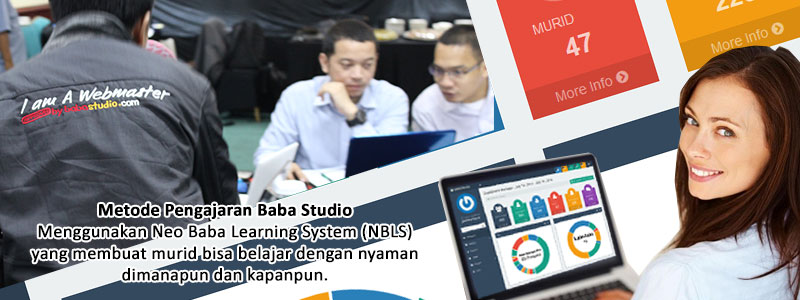 I am A Webmaster
by babastudio.com
MURID
47
More Info
More Info
Metode Pengajaran Baba Studio
Menggunakan Neo Baba Learning System (NBLS)
yang membuat murid bisa belajar dengan nyaman
dimanapun dan kapanpun.